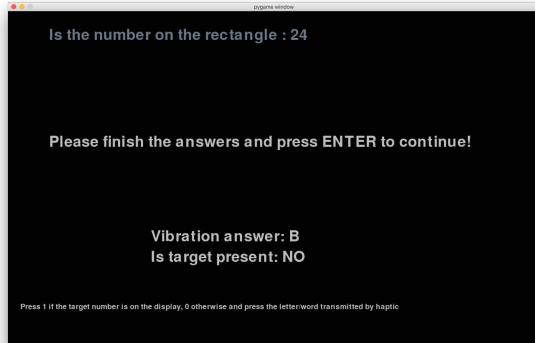 pygame window
Is the number on the rectangle : 24
Please finish the answers and press ENTER to continue!
Vibration answer: B
Is target present: NO
Press 1 if the target number is on the display, 0 otherwise and press the letter/word transmitted by haptic